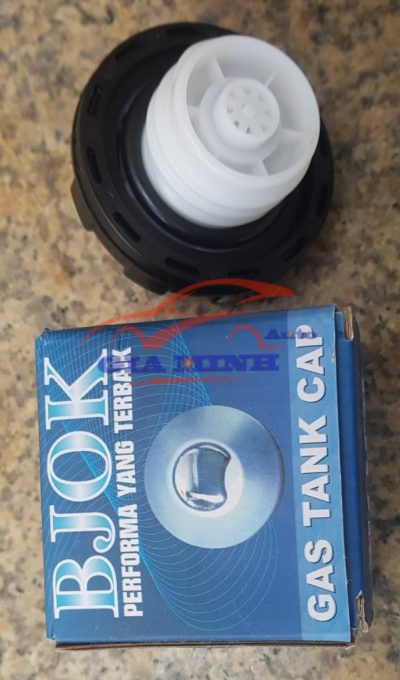 Auto
GIA MINH
BJOK
PERFORMA YANG TERBAIK
GAS TANK CAP